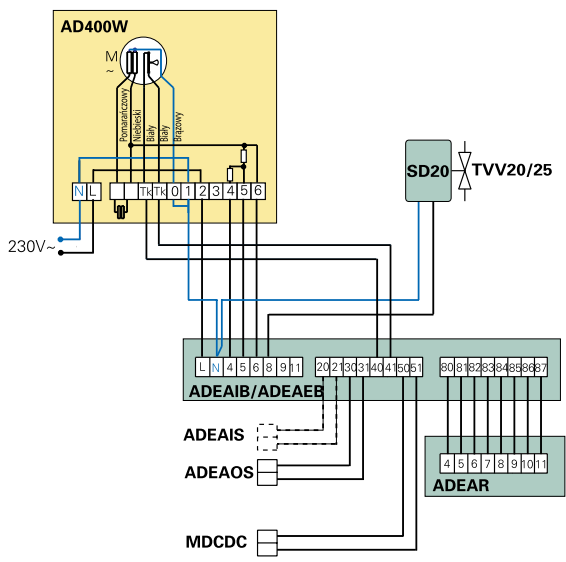 AD400W
M
~
Pomarańczowy
Niebieski
Biały
Biały
Brązowy
N L Tk Tk 0 1 2 3 4 5 6
230V~
SD20
TVV20/25
L N 4 5 6 8 9 11
20 21 30 31 40 41 50 51
80 81 82 83 84 85 86 87
ADEAIB/ADEAEB
ADEAIS
ADEAOS
4 5 6 7 8 9 10 11
ADEAR
MDCDC